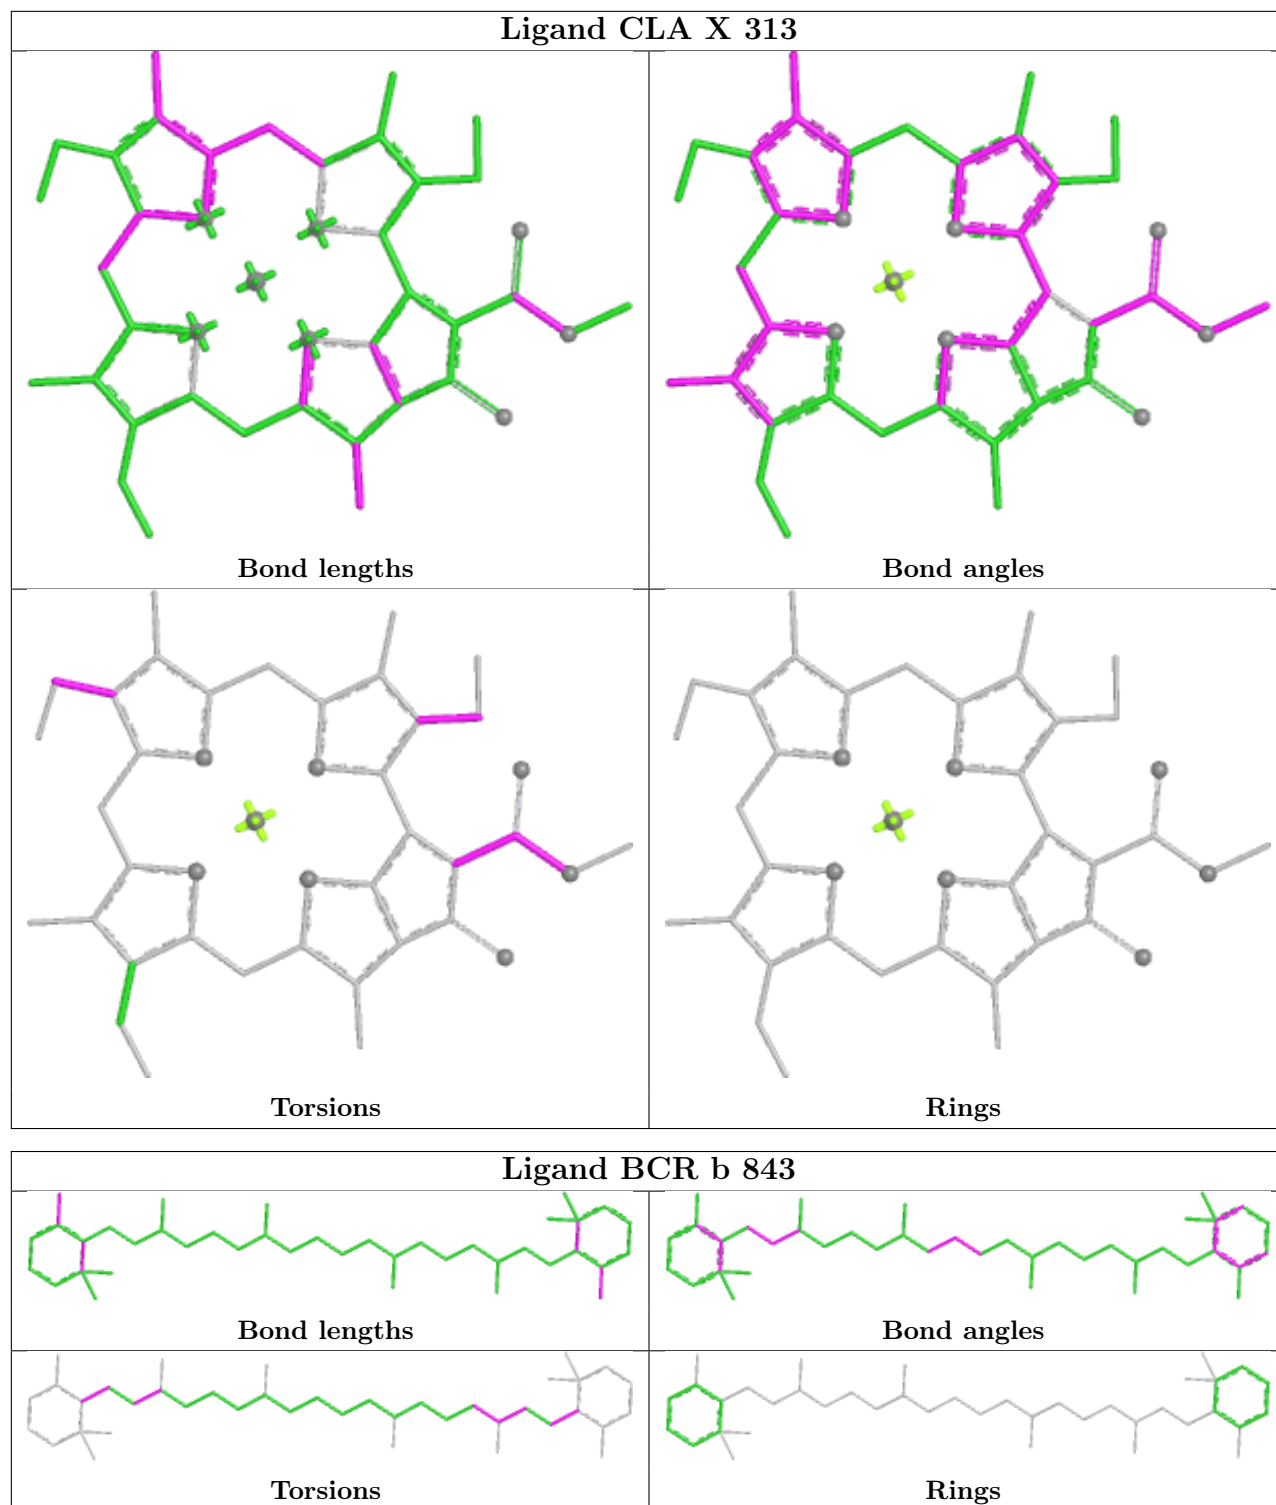 Ligand CLA X 313
Bond lengths
Bond angles
Torsions
Rings
Ligand BCR b 843
Bond lengths
Bond angles
Torsions
Rings